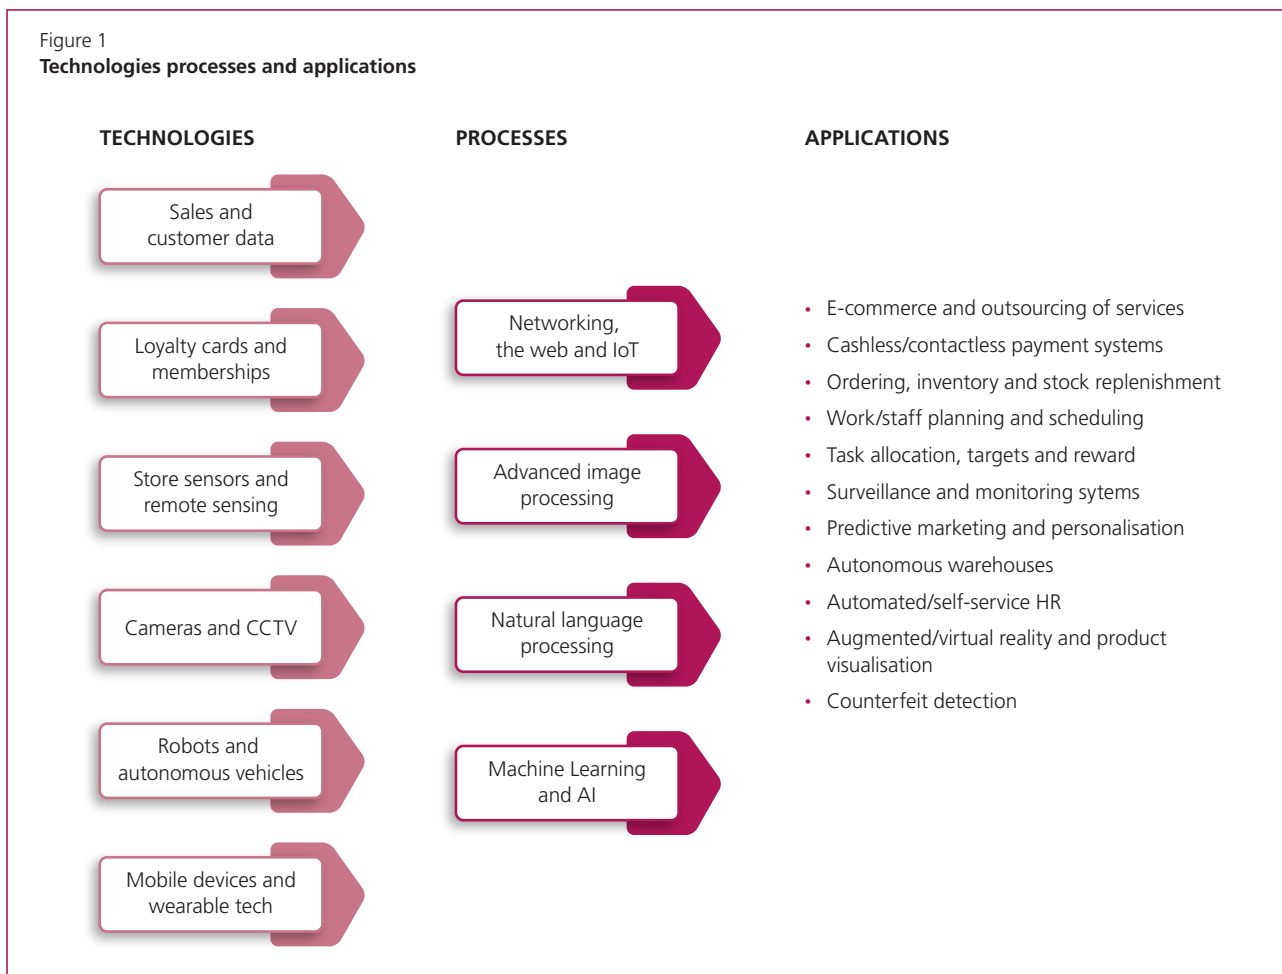 Figure 1
Technologies processes and applications
TECHNOLOGIES
Sales and
customer data
Loyalty cards and
memberships
Store sensors and
remote sensing
Cameras and CCTV
Robots and
autonomous vehicles
Mobile devices and
wearable tech
PROCESSES
Networking,
the web and IoT
Advanced image
processing
Natural language
processing
Machine Learning
and AI
APPLICATIONS
• E-commerce and outsourcing of services
• Cashless/contactless payment systems
• Ordering, inventory and stock replenishment
• Work/staff planning and scheduling
• Task allocation, targets and reward
• Surveillance and monitoring sytems
• Predictive marketing and personalisation
• Autonomous warehouses
• Automated/self-service HR
• Augmented/virtual reality and product
visualisation
• Counterfeit detection